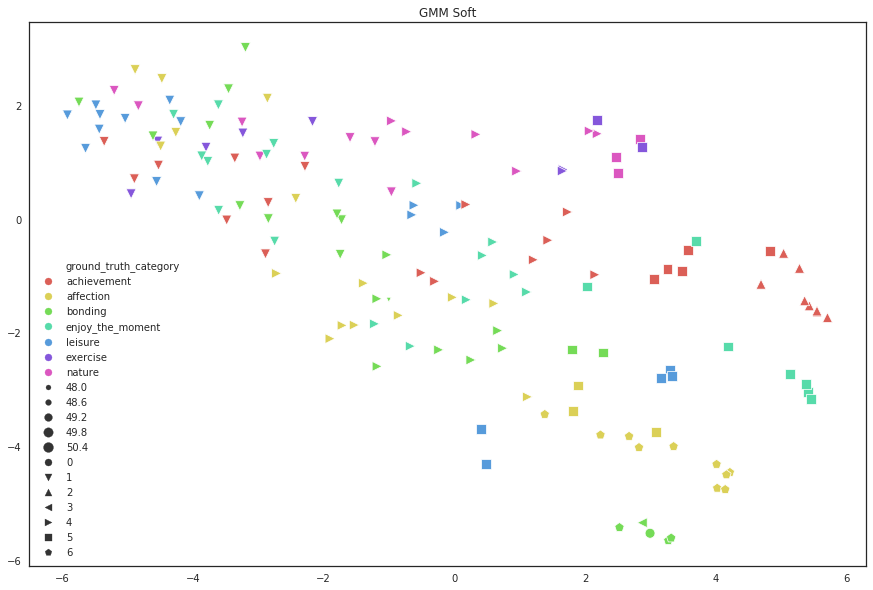 GMM Soft
2
0
−2
−4
−6
ground_truth_category
achievement
affection
bonding
enjoy_the_moment
leisure
exercise
nature
48.0
48.6
49.2
49.8
50.4
0
1
2
3
4
5
6
−6
−4
−2
0
2
4
6